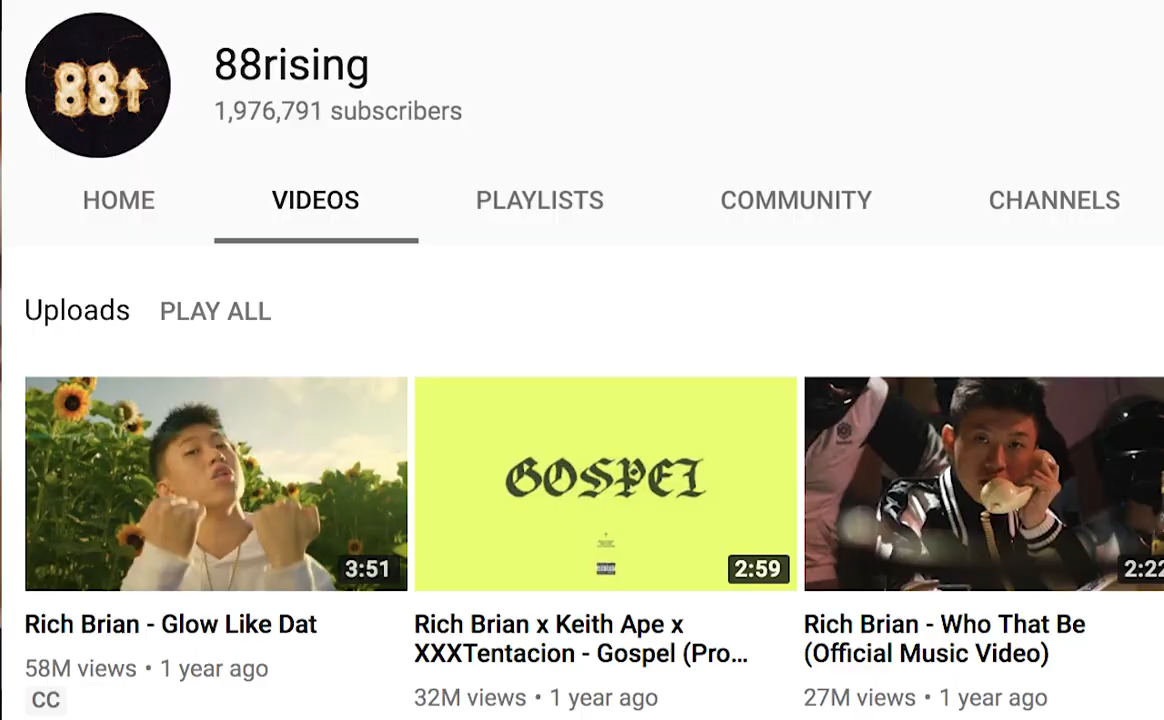 88↑
88rising
1,976,791 subscribers
HOME VIDEOS PLAYLISTS COMMUNITY CHANNELS
Uploads PLAY ALL
GOSPEL
3:51 2:59 2:22
Rich Brian - Glow Like Dat
58M views • 1 year ago
CC
Rich Brian x Keith Ape x
XXXTentacion - Gospel (Pro...
32M views • 1 year ago
Rich Brian - Who That Be
(Official Music Video)
27M views • 1 year ago